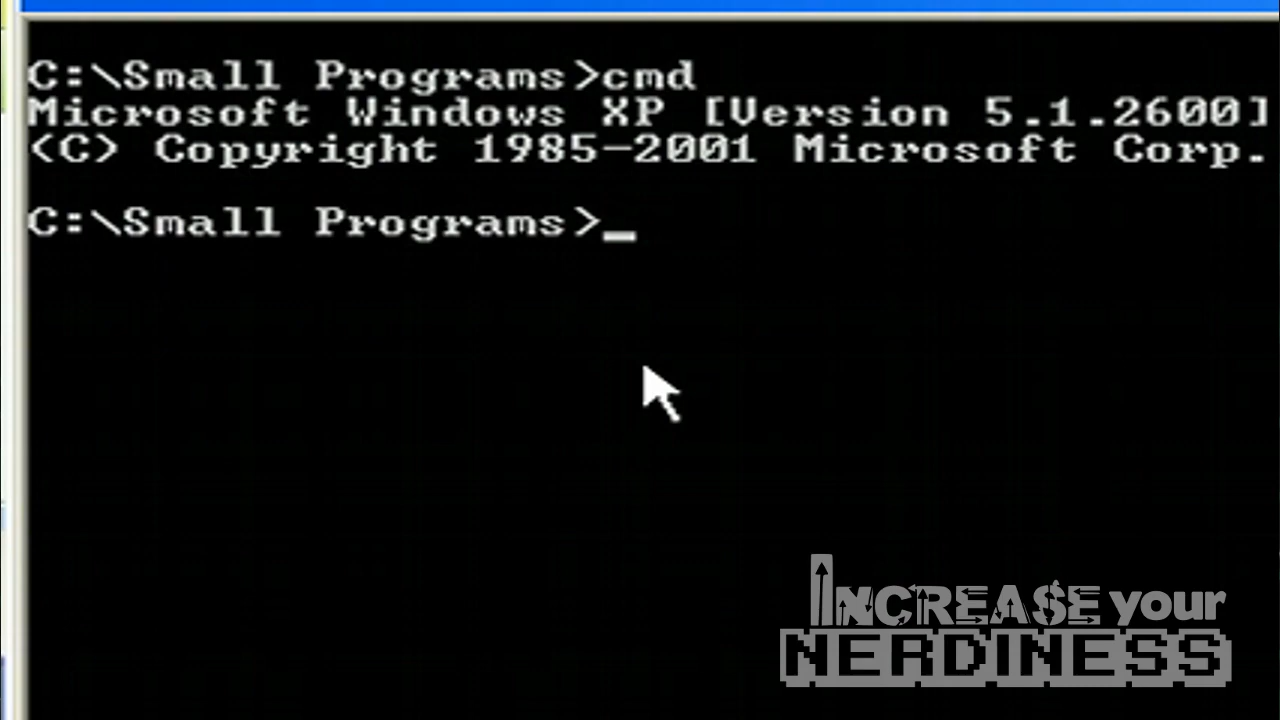 C:\Small Programs>cmd
Microsoft Windows XP [Version 5.1.2600]
(C) Copyright 1985-2001 Microsoft Corp.
C:\Small Programs>_
INCREASE your
NERDINESS